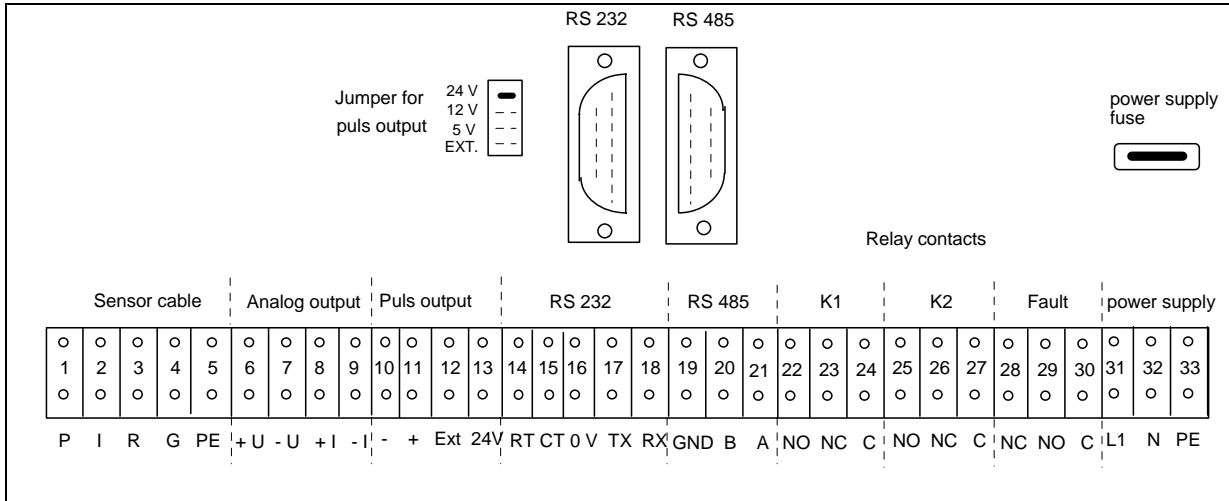 RS 232 RS 485
Jumper for
puls output
24 V
12 V
5 V
EXT.
power supply
fuse
Relay contacts
Sensor cable Analog output Puls output RS 232 RS 485 K1 K2 Fault power supply
1 2 3 4 5 6 7 8 9 10 11 12 13 14 15 16 17 18 19 20 21 22 23 24 25 26 27 28 29 30 31 32 33
P I R G PE + U - U + I - I - + Ext 24V RT CT 0 V TX RX GND B A NO NC C NO NC C NC NO C L1 N PE